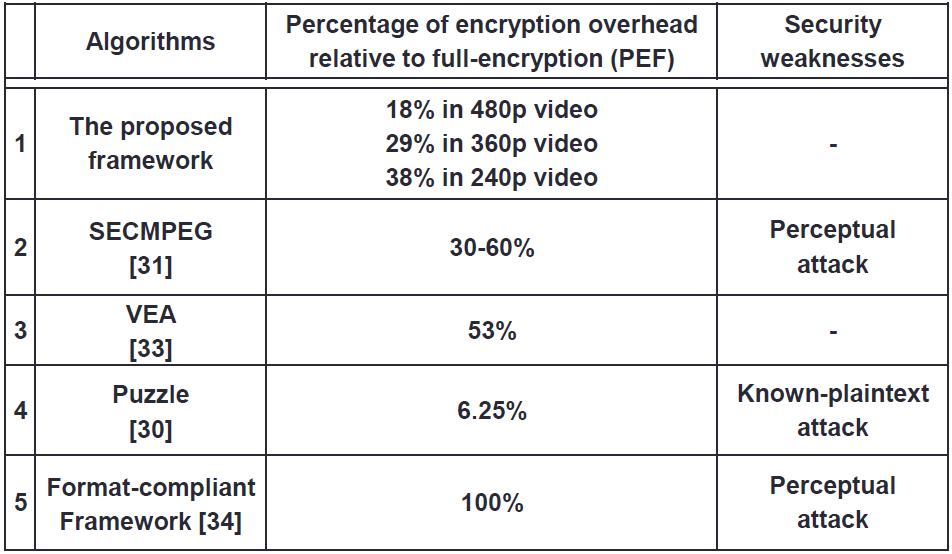 Algorithms
Percentage of encryption overhead
relative to full-encryption (PEF)
Security
weaknesses
1
The proposed
framework
18% in 480p video
29% in 360p video
38% in 240p video
-
2
SECMPEG
[31]
30-60%
Perceptual
attack
3
VEA
[33]
53%
-
4
Puzzle
[30]
6.25%
Known-plaintext
attack
5
Format-compliant
Framework [34]
100%
Perceptual
attack